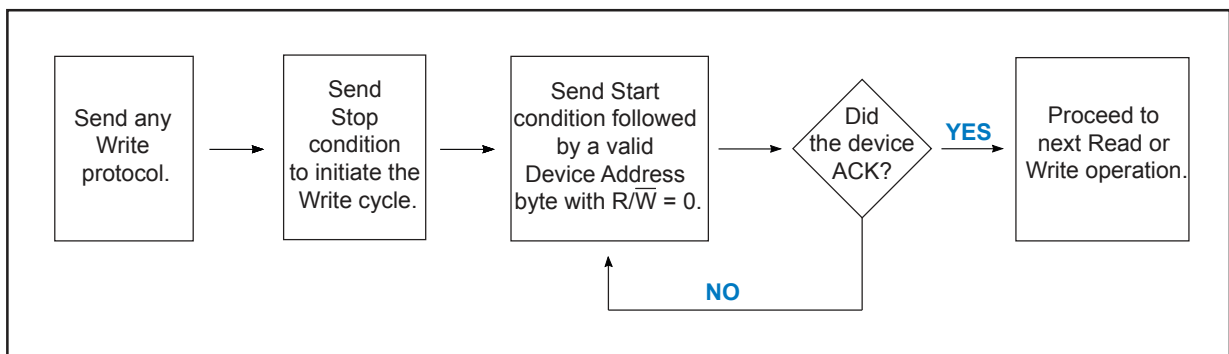 Send any
Write
protocol.
Send
Stop
condition
to initiate the
Write cycle.
Send Start
condition followed
by a valid
Device Address
byte with R/W̅ = 0.
Did
the device
ACK?
YES
NO
Proceed to
next Read or
Write operation.